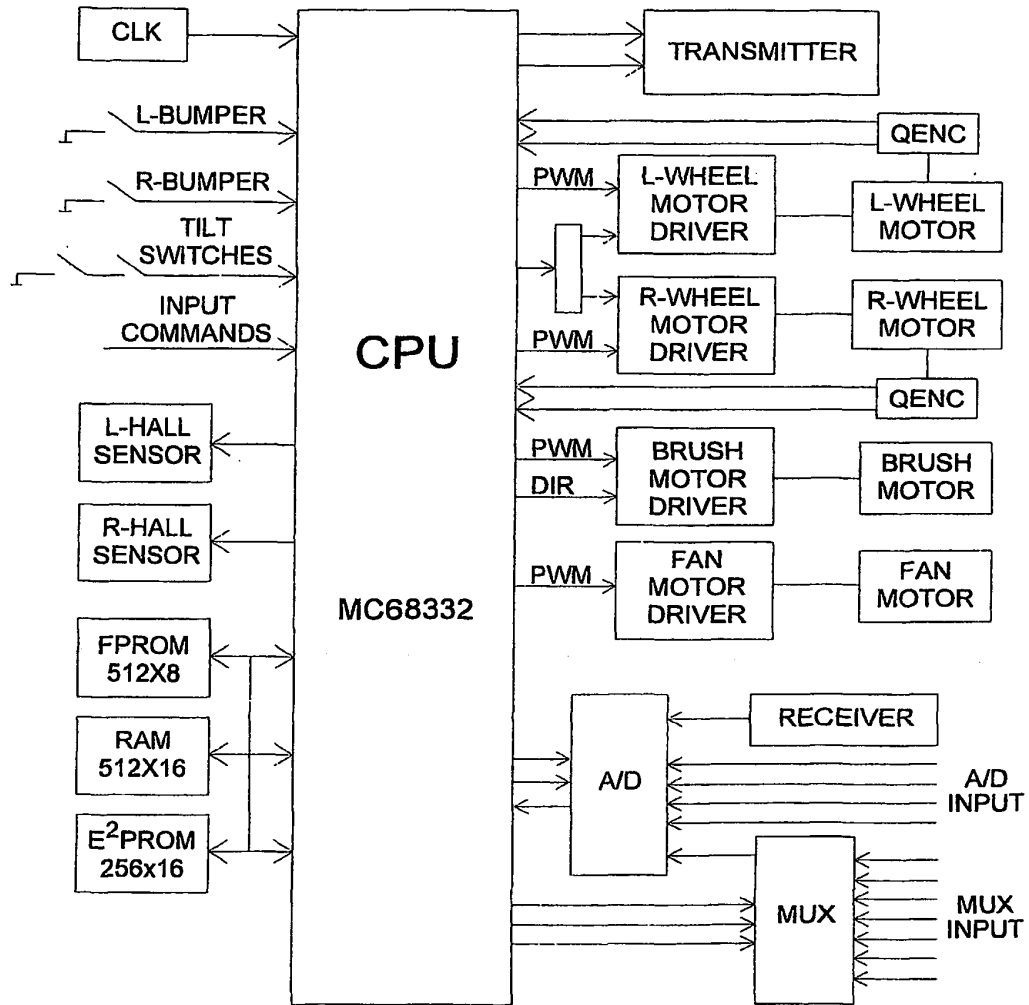 CLK
L-BUMPER
R-BUMPER
TILT
SWITCHES
INPUT
COMMANDS
L-HALL
SENSOR
R-HALL
SENSOR
FPROM
512X8
RAM
512X16
E²PROM
256x16
CPU
MC68332
TRANSMITTER
QENC
PWM
L-WHEEL
MOTOR
DRIVER
L-WHEEL
MOTOR
R-WHEEL
MOTOR
DRIVER
PWM
R-WHEEL
MOTOR
QENC
PWM
DIR
BRUSH
MOTOR
DRIVER
BRUSH
MOTOR
PWM
FAN
MOTOR
DRIVER
FAN
MOTOR
RECEIVER
A/D
A/D
INPUT
MUX
MUX
INPUT